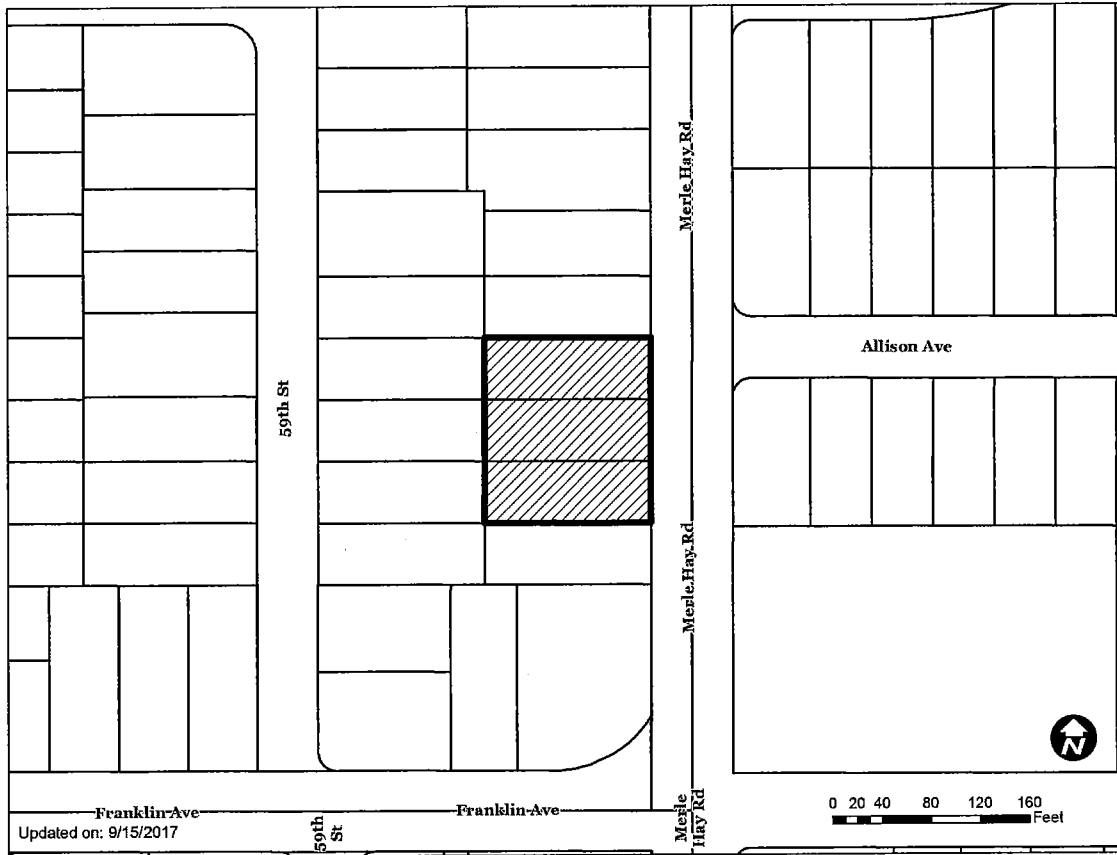 Merle Hay Rd
Allison Ave
59th St
Merle Hay Rd
Franklin Ave
Franklin Ave
59th
St
Merle
Hay Rd
N
0 20 40 80 120 160
Feet
Updated on: 9/15/2017